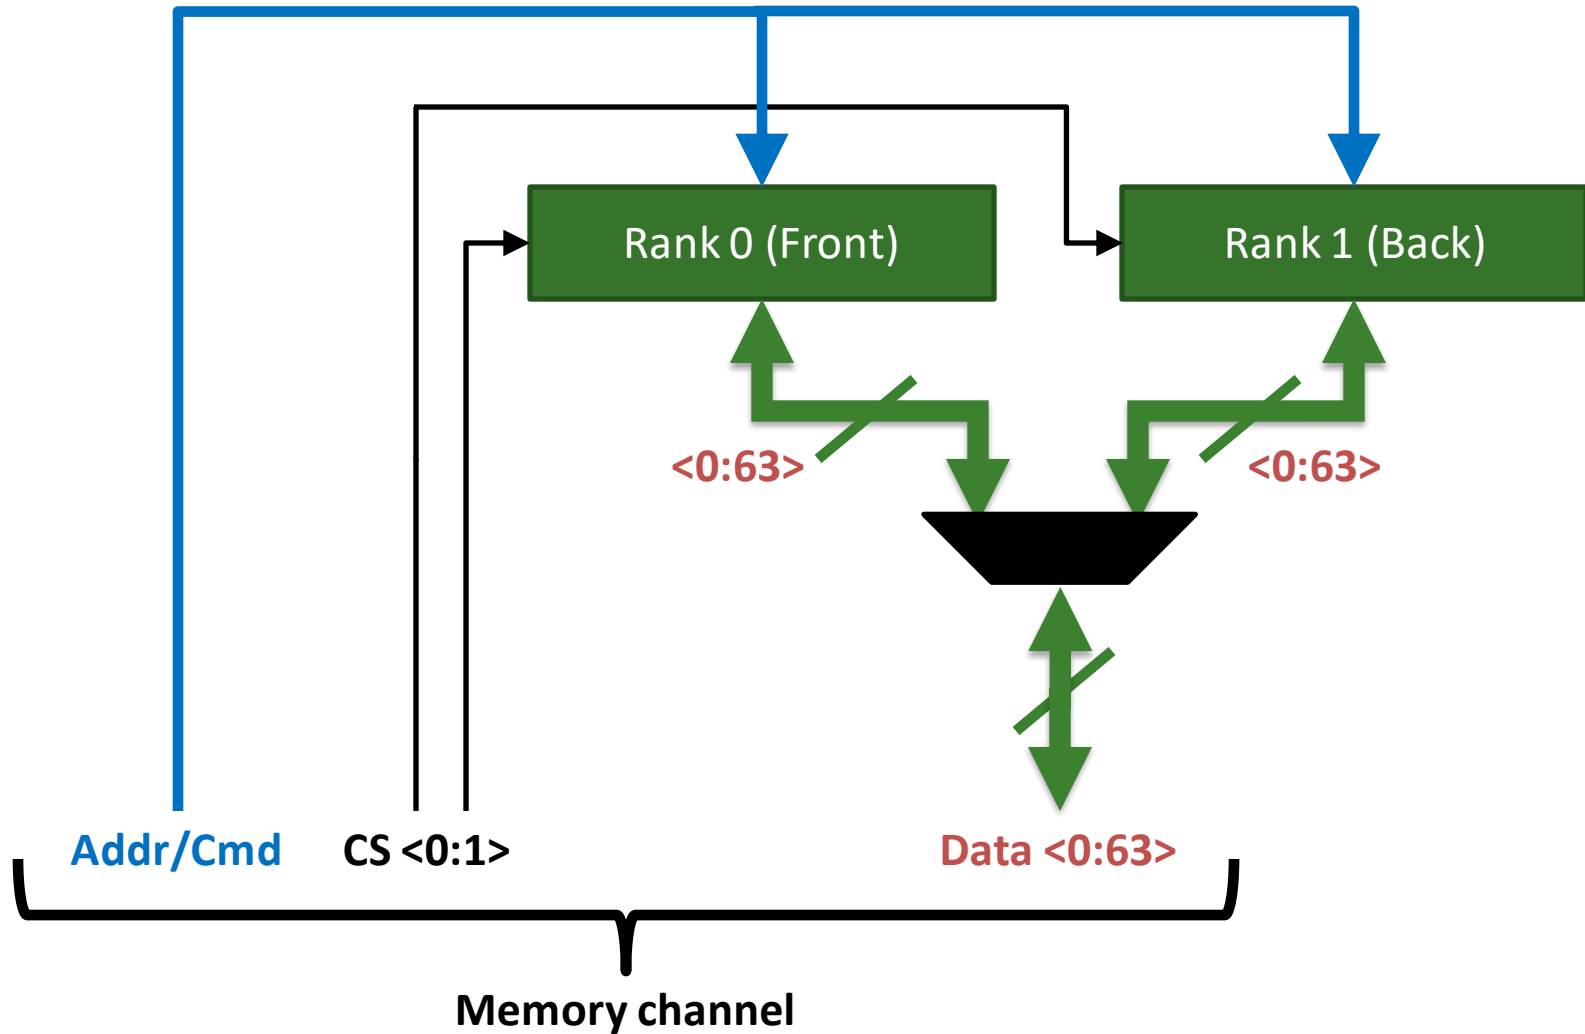 Rank 0 (Front)
Rank 1 (Back)
<0:63>
<0:63>
Addr/Cmd
CS <0:1>
Data <0:63>
Memory channel